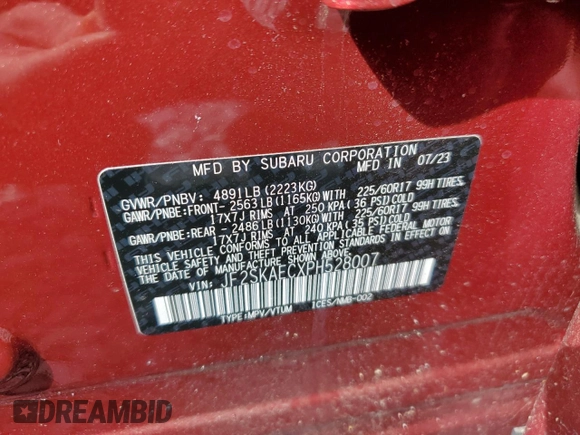 MFD BY SUBARU CORPORATION
MFD IN 07/23
GVWR/PNBV: 4891LB (2223KG)
GAWR/PNBE:FRONT-2563LB(1165KG)WITH 225/60R17 99H TIRES,
17X7J RIMS AT 250 KPA (36 PSI)COLD
GAWR/PNBE:REAR -2486LB(1130KG)WITH 225/60R17 99H TIRES,
17X7J RIMS AT 240 KPA (35 PSI)COLD
THIS VEHICLE CONFORMS TO ALL APPLICABLE FEDERAL MOTOR
VEHICLE SAFETY AND THEFT PREVENTION STANDARDS IN
EFFECT ON THE DATE OF MANUFACTURE SHOWN ABOVE.
VIN: JF2SKAECXPH528007
TYPE:MPV/VTUM ICES/NMB-002
DREAMBID